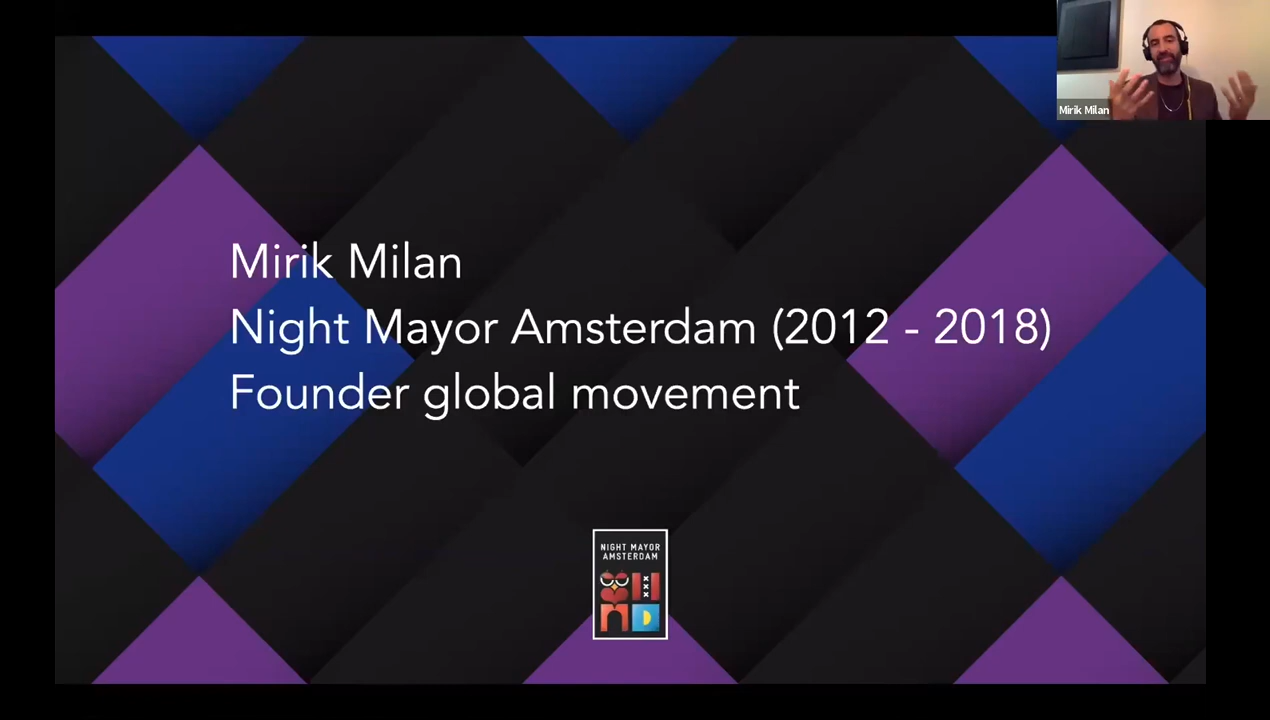 Mirik Milan
Mirik Milan
Night Mayor Amsterdam (2012 - 2018)
Founder global movement
NIGHT MAYOR
AMSTERDAM